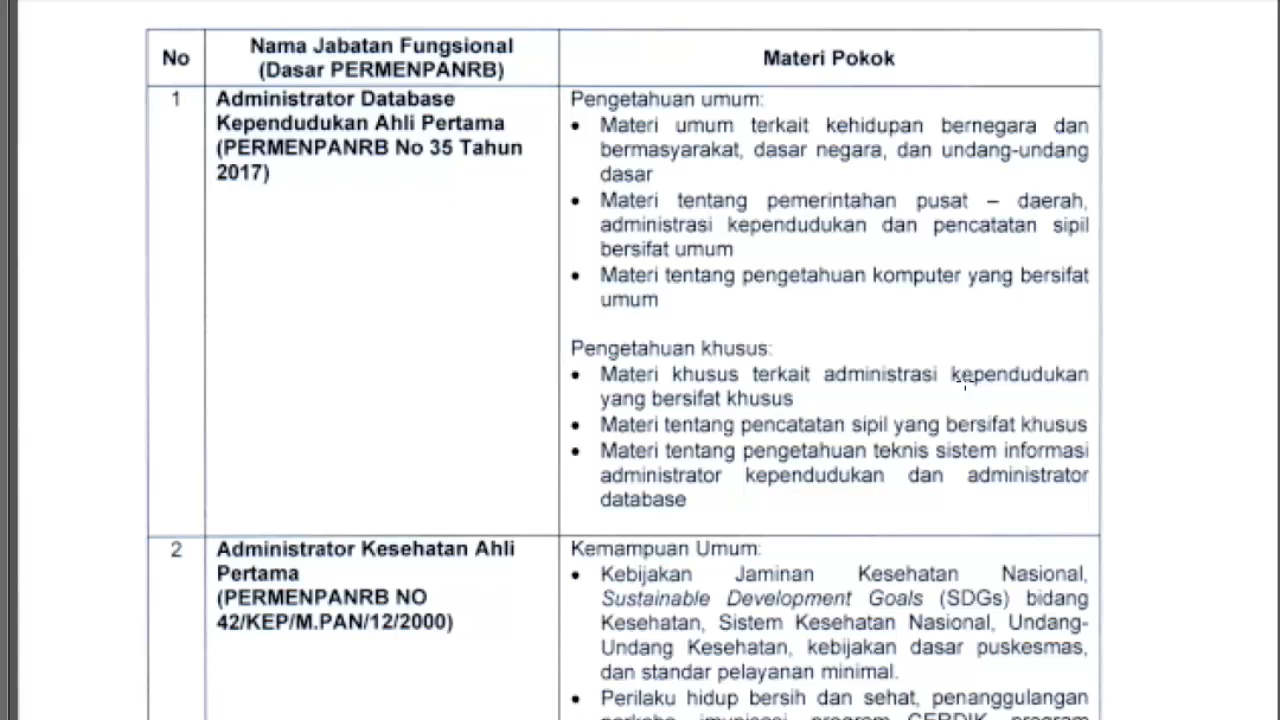 No
Nama Jabatan Fungsional
(Dasar PERMENPANRB)
Materi Pokok
1
Administrator Database
Kependudukan Ahli Pertama
(PERMENPANRB No 35 Tahun
2017)
Pengetahuan umum:
• Materi umum terkait kehidupan bernegara dan
bermasyarakat, dasar negara, dan undang-undang
dasar
• Materi tentang pemerintahan pusat – daerah,
administrasi kependudukan dan pencatatan sipil
bersifat umum
• Materi tentang pengetahuan komputer yang bersifat
umum
Pengetahuan khusus:
• Materi khusus terkait administrasi kependudukan
yang bersifat khusus
• Materi tentang pencatatan sipil yang bersifat khusus
• Materi tentang pengetahuan teknis sistem informasi
administrator kependudukan dan administrator
database
2
Administrator Kesehatan Ahli
Pertama
(PERMENPANRB NO
42/KEP/M.PAN/12/2000)
Kemampuan Umum:
• Kebijakan Jaminan Kesehatan Nasional,
Sustainable Development Goals (SDGs) bidang
Kesehatan, Sistem Kesehatan Nasional, Undang-
Undang Kesehatan, kebijakan dasar puskesmas,
dan standar pelayanan minimal.
• Perilaku hidup bersih dan sehat, penanggulangan